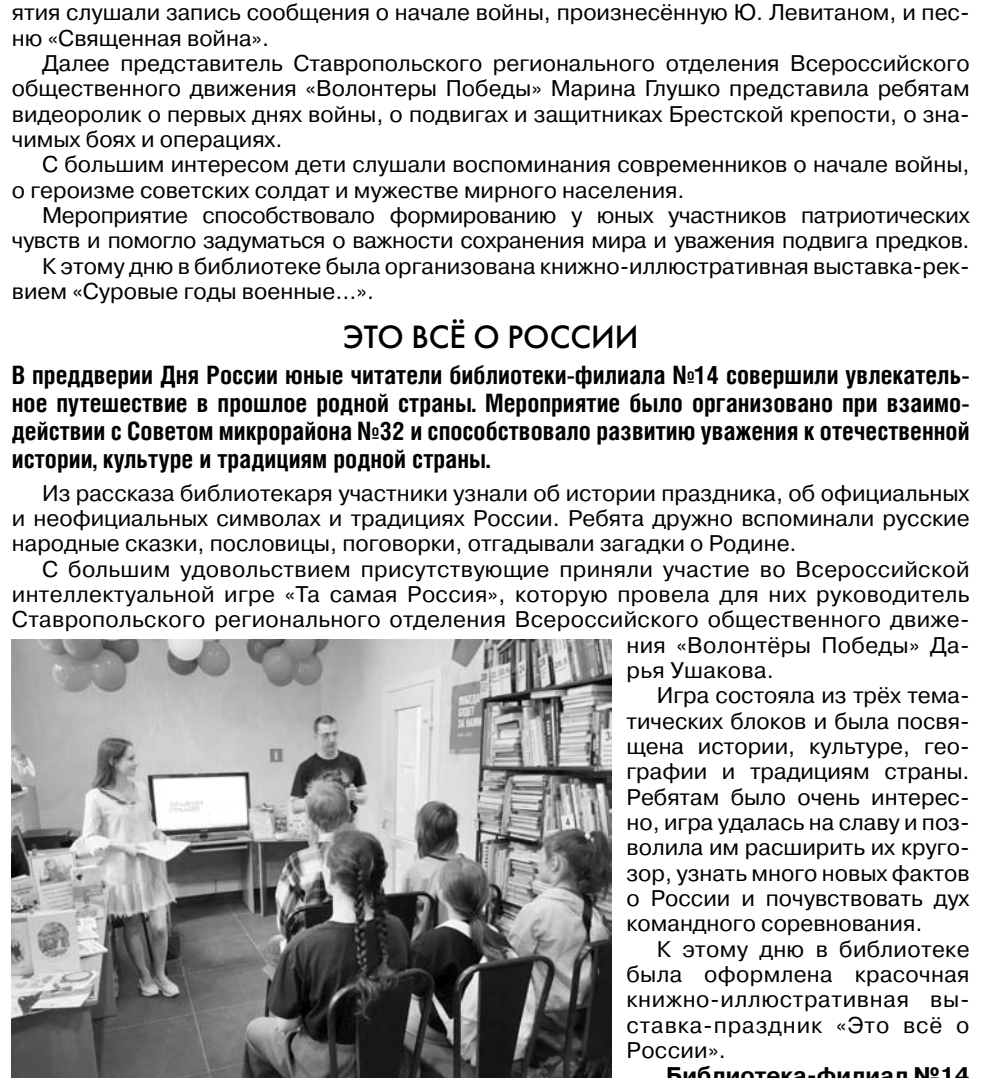 ятия слушали запись сообщения о начале войны, произнесённую Ю. Левитаном, и пес-
ню «Священная война».
Далее представитель Ставропольского регионального отделения Всероссийского
общественного движения «Волонтеры Победы» Марина Глушко представила ребятам
видеоролик о первых днях войны, о подвигах и защитниках Брестской крепости, о зна-
чимых боях и операциях.
С большим интересом дети слушали воспоминания современников о начале войны,
о героизме советских солдат и мужестве мирного населения.
Мероприятие способствовало формированию у юных участников патриотических
чувств и помогло задуматься о важности сохранения мира и уважения подвига предков.
К этому дню в библиотеке была организована книжно-иллюстративная выставка-рек-
вием «Суровые годы военные...».
ЭТО ВСЁ О РОССИИ
В преддверии Дня России юные читатели библиотеки-филиала №14 совершили увлекатель-
ное путешествие в прошлое родной страны. Мероприятие было организовано при взаимо-
действии с Советом микрорайона №32 и способствовало развитию уважения к отечественной
истории, культуре и традициям родной страны.
Из рассказа библиотекаря участники узнали об истории праздника, об официальных
и неофициальных символах и традициях России. Ребята дружно вспоминали русские
народные сказки, пословицы, поговорки, отгадывали загадки о Родине.
С большим удовольствием присутствующие приняли участие во Всероссийской
интеллектуальной игре «Та самая Россия», которую провела для них руководитель
Ставропольского регионального отделения Всероссийского общественного движе-
ния «Волонтёры Победы» Да-
рья Ушакова.
Игра состояла из трёх тема-
тических блоков и была посвя-
щена истории, культуре, гео-
графии и традициям страны.
Ребятам было очень интерес-
но, игра удалась на славу и поз-
волила им расширить их круго-
зор, узнать много новых фактов
о России и почувствовать дух
командного соревнования.
К этому дню в библиотеке
была оформлена красочная
книжно-иллюстративная вы-
ставка-праздник «Это всё о
России».
Библиотека-филиал №14
ПОБЕДА
БУДЕТ
ЗА НАМИ